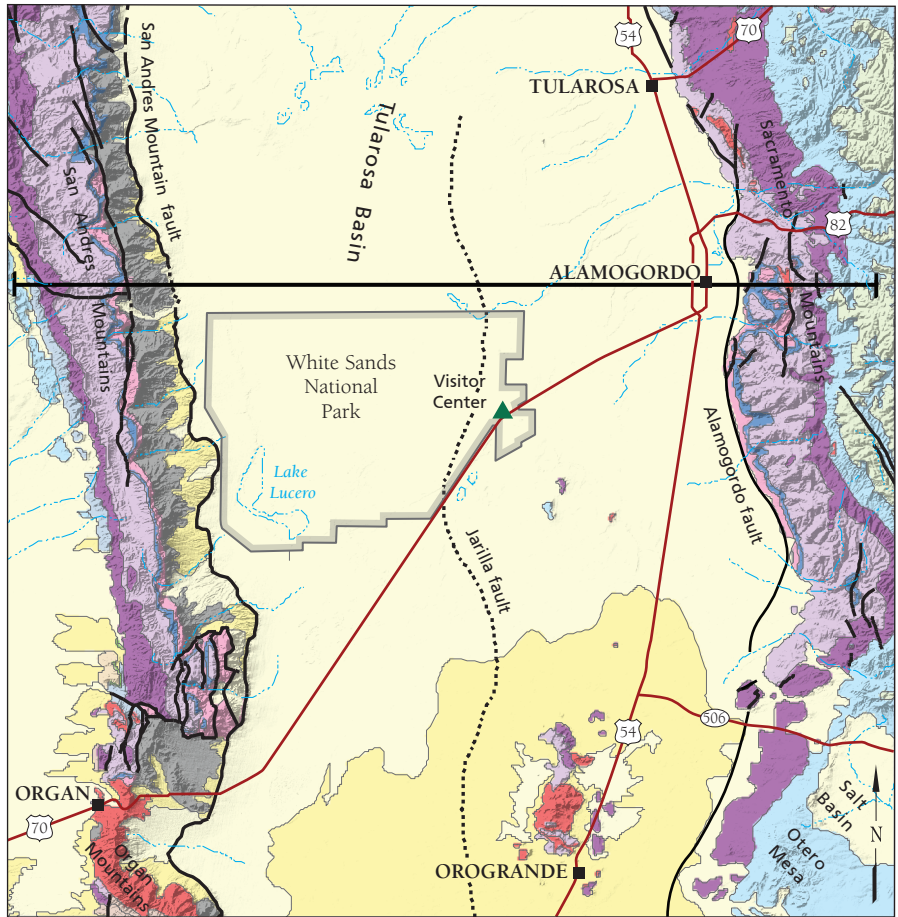 54
70
TULAROSA
San Andres Mountain fault
Tularosa Basin
Sacramento
Mountains
San Andres
Mountains
82
ALAMOGORDO
White Sands
National
Park
Visitor
Center
Lake
Lucero
Alamogordo fault
Jarilla fault
506
54
ORGAN
70
Organ
Mountains
OROGRANDE
Salt
Basin
Otero
Mesa
N